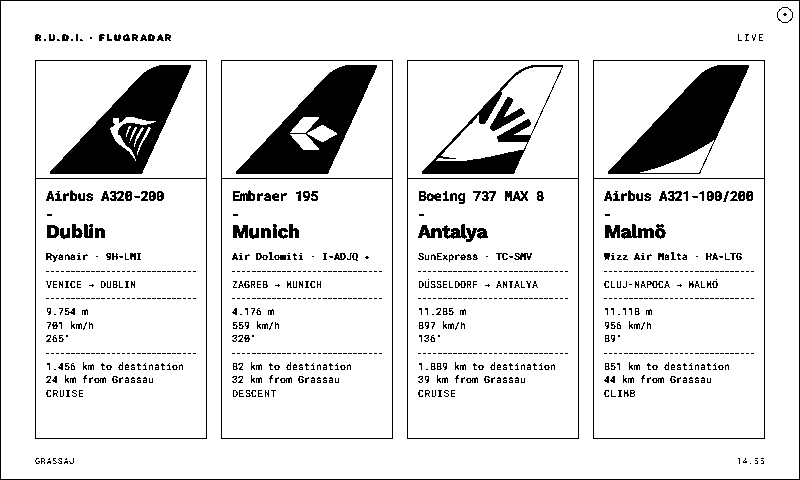 R.U.D.I. · FLUGRADAR
LIVE
Airbus A320-200
-
Dublin
Ryanair · 9H-LMI
VENICE → DUBLIN
9.754 m
701 km/h
265°
1.456 km to destination
24 km from Grassau
CRUISE
Embraer 195
-
Munich
Air Dolomiti · I-ADJQ ✦
ZAGREB → MUNICH
4.176 m
559 km/h
320°
82 km to destination
32 km from Grassau
DESCENT
Boeing 737 MAX 8
-
Antalya
SunExpress · TC-SMV
DÜSSELDORF → ANTALYA
11.285 m
897 km/h
136°
1.889 km to destination
39 km from Grassau
CRUISE
Airbus A321-100/200
-
Malmö
Wizz Air Malta · HA-LTG
CLUJ-NAPOCA → MALMÖ
11.118 m
956 km/h
89°
851 km to destination
44 km from Grassau
CLIMB
GRASSAU
14.55